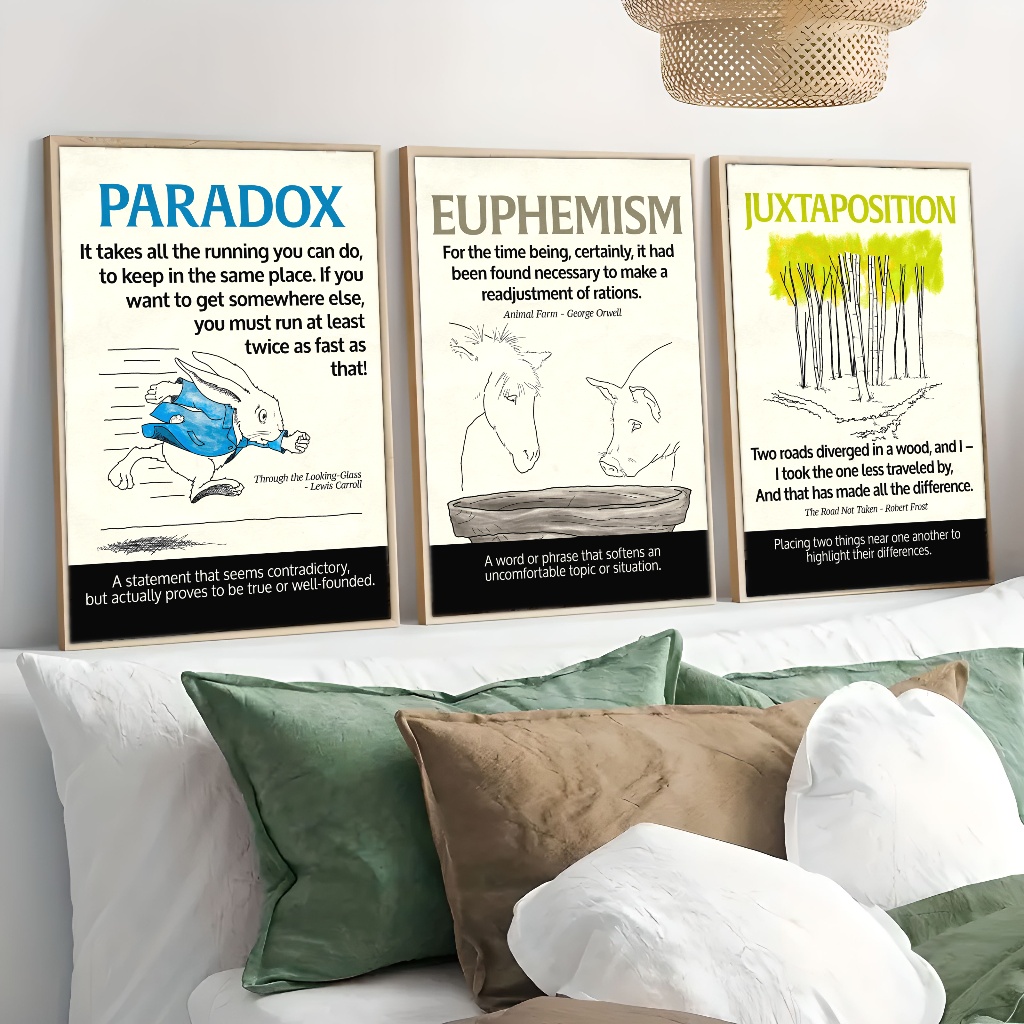 PARADOX
It takes all the running you can do,
to keep in the same place. If you
want to get somewhere else,
you must run at least
twice as fast as
that!
Through the Looking-Glass
- Lewis Carroll
A statement that seems contradictory,
but actually proves to be true or well-founded.
EUPHEMISM
For the time being, certainly, it had
been found necessary to make a
readjustment of rations.
Animal Farm - George Orwell
A word or phrase that softens an
uncomfortable topic or situation.
JUXTAPOSITION
Two roads diverged in a wood, and I –
I took the one less traveled by,
And that has made all the difference.
The Road Not Taken - Robert Frost
Placing two things near one another to
highlight their differences.